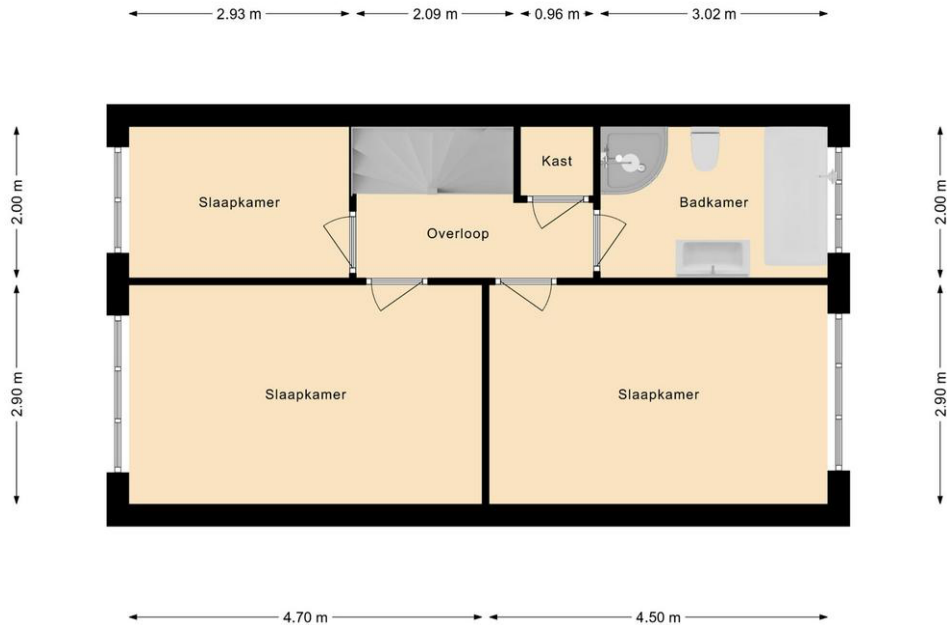 2.93 m 2.09 m 0.96 m 3.02 m
2.00 m
Slaapkamer
Overloop
Kast
Badkamer
2.00 m
2.90 m
Slaapkamer
Slaapkamer
2.90 m
4.70 m 4.50 m